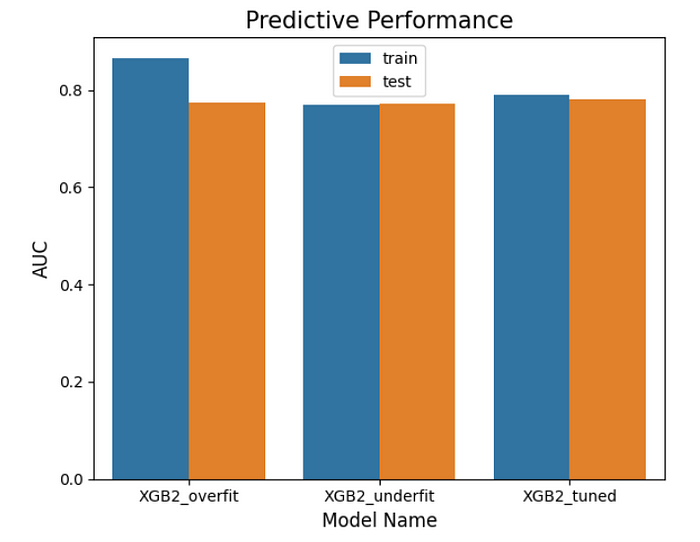 Predictive Performance
train
test
0.8
0.6
0.4
0.2
0.0
AUC
XGB2_overfit XGB2_underfit XGB2_tuned
Model Name